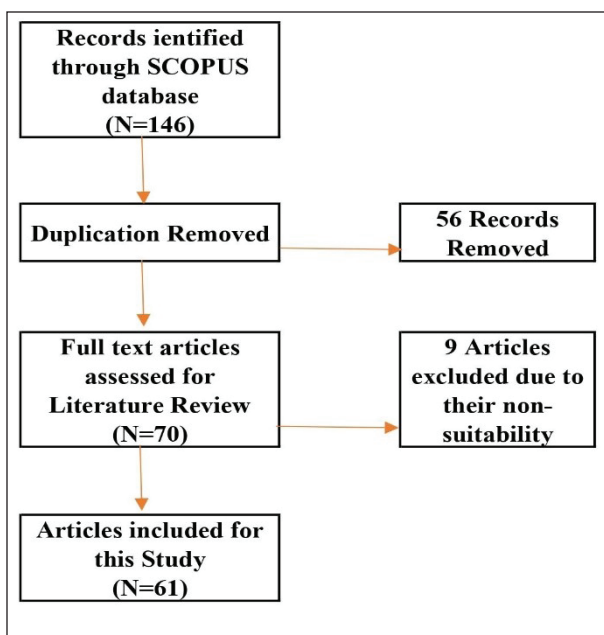 Records ientified
through SCOPUS
database
(N=146)
Duplication Removed
56 Records
Removed
Full text articles
assessed for
Literature Review
(N=70)
9 Articles
excluded due to
their non-
suitability
Articles included for
this Study
(N=61)